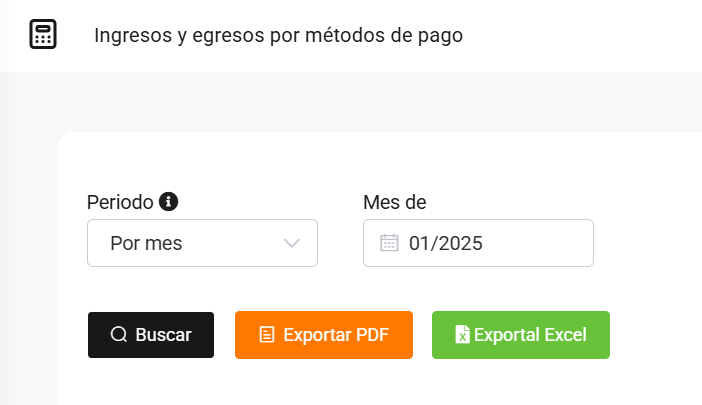 Ingresos y egresos por métodos de pago
Periodo Mes de
Por mes 01/2025
Buscar Exportar PDF Exportal Excel